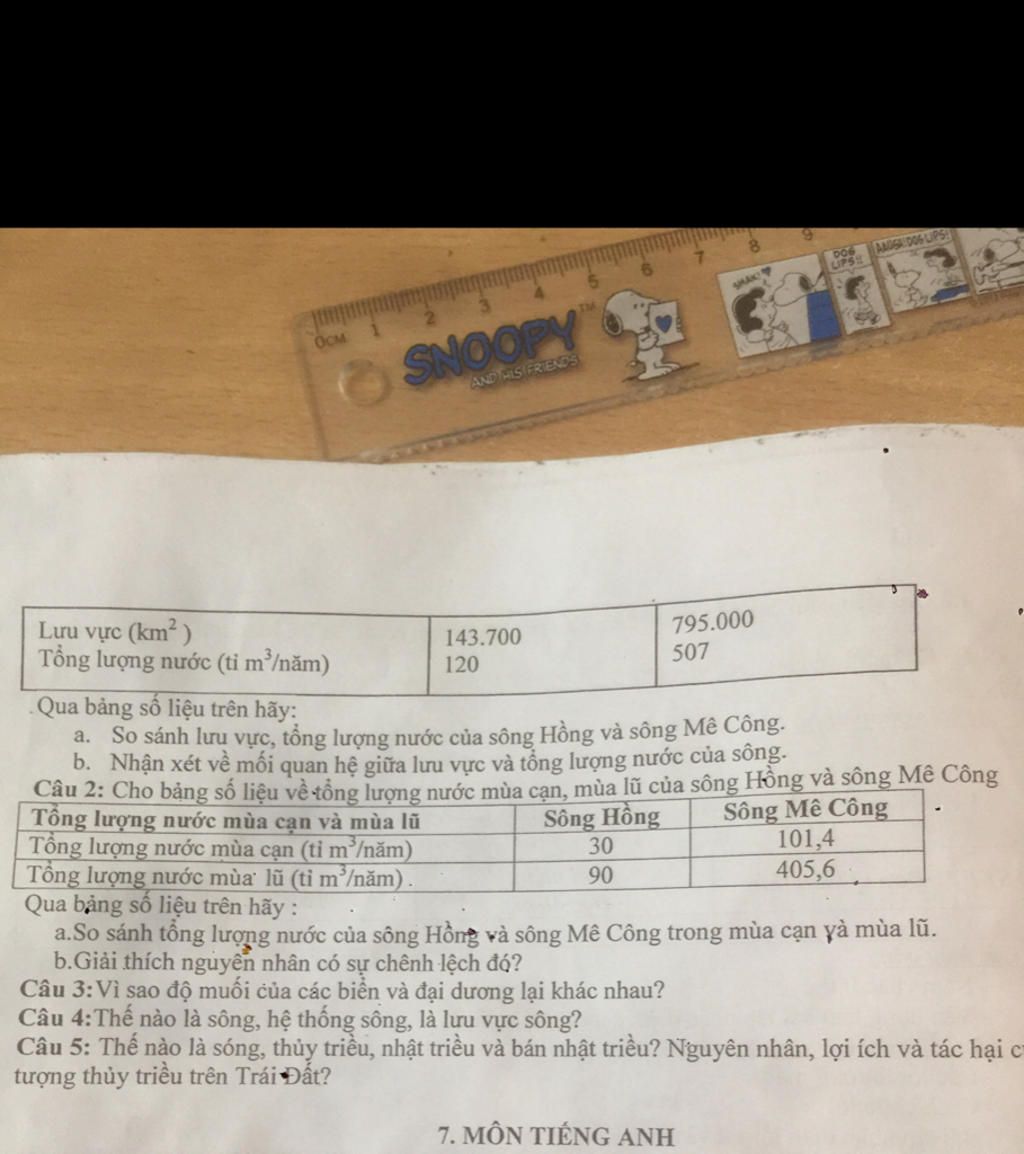 0CM 1 2 3 4 5 6 7 8 9
SNOOPY™
AND HIS FRIENDS
SMAK!
DOG LIPS!!
DOG LIPS!
Lưu vực (km² ) 143.700 795.000
Tổng lượng nước (tỉ m³/năm) 120 507
Qua bảng số liệu trên hãy:
a. So sánh lưu vực, tổng lượng nước của sông Hồng và sông Mê Công.
b. Nhận xét về mối quan hệ giữa lưu vực và tổng lượng nước của sông.
Câu 2: Cho bảng số liệu về tổng lượng nước mùa cạn, mùa lũ của sông Hồng và sông Mê Công
Tổng lượng nước mùa cạn và mùa lũ Sông Hồng Sông Mê Công
Tổng lượng nước mùa cạn (tỉ m³/năm) 30 101,4
Tổng lượng nước mùa lũ (tỉ m³/năm) . 90 405,6
Qua bảng số liệu trên hãy :
a.So sánh tổng lượng nước của sông Hồng và sông Mê Công trong mùa cạn và mùa lũ.
b.Giải thích nguyên nhân có sự chênh lệch đó?
Câu 3:Vì sao độ muối của các biển và đại dương lại khác nhau?
Câu 4:Thế nào là sông, hệ thống sông, là lưu vực sông?
Câu 5: Thế nào là sóng, thủy triều, nhật triều và bán nhật triều? Nguyên nhân, lợi ích và tác hại
tượng thủy triều trên Trái Đất?
7. MÔN TIẾNG ANH